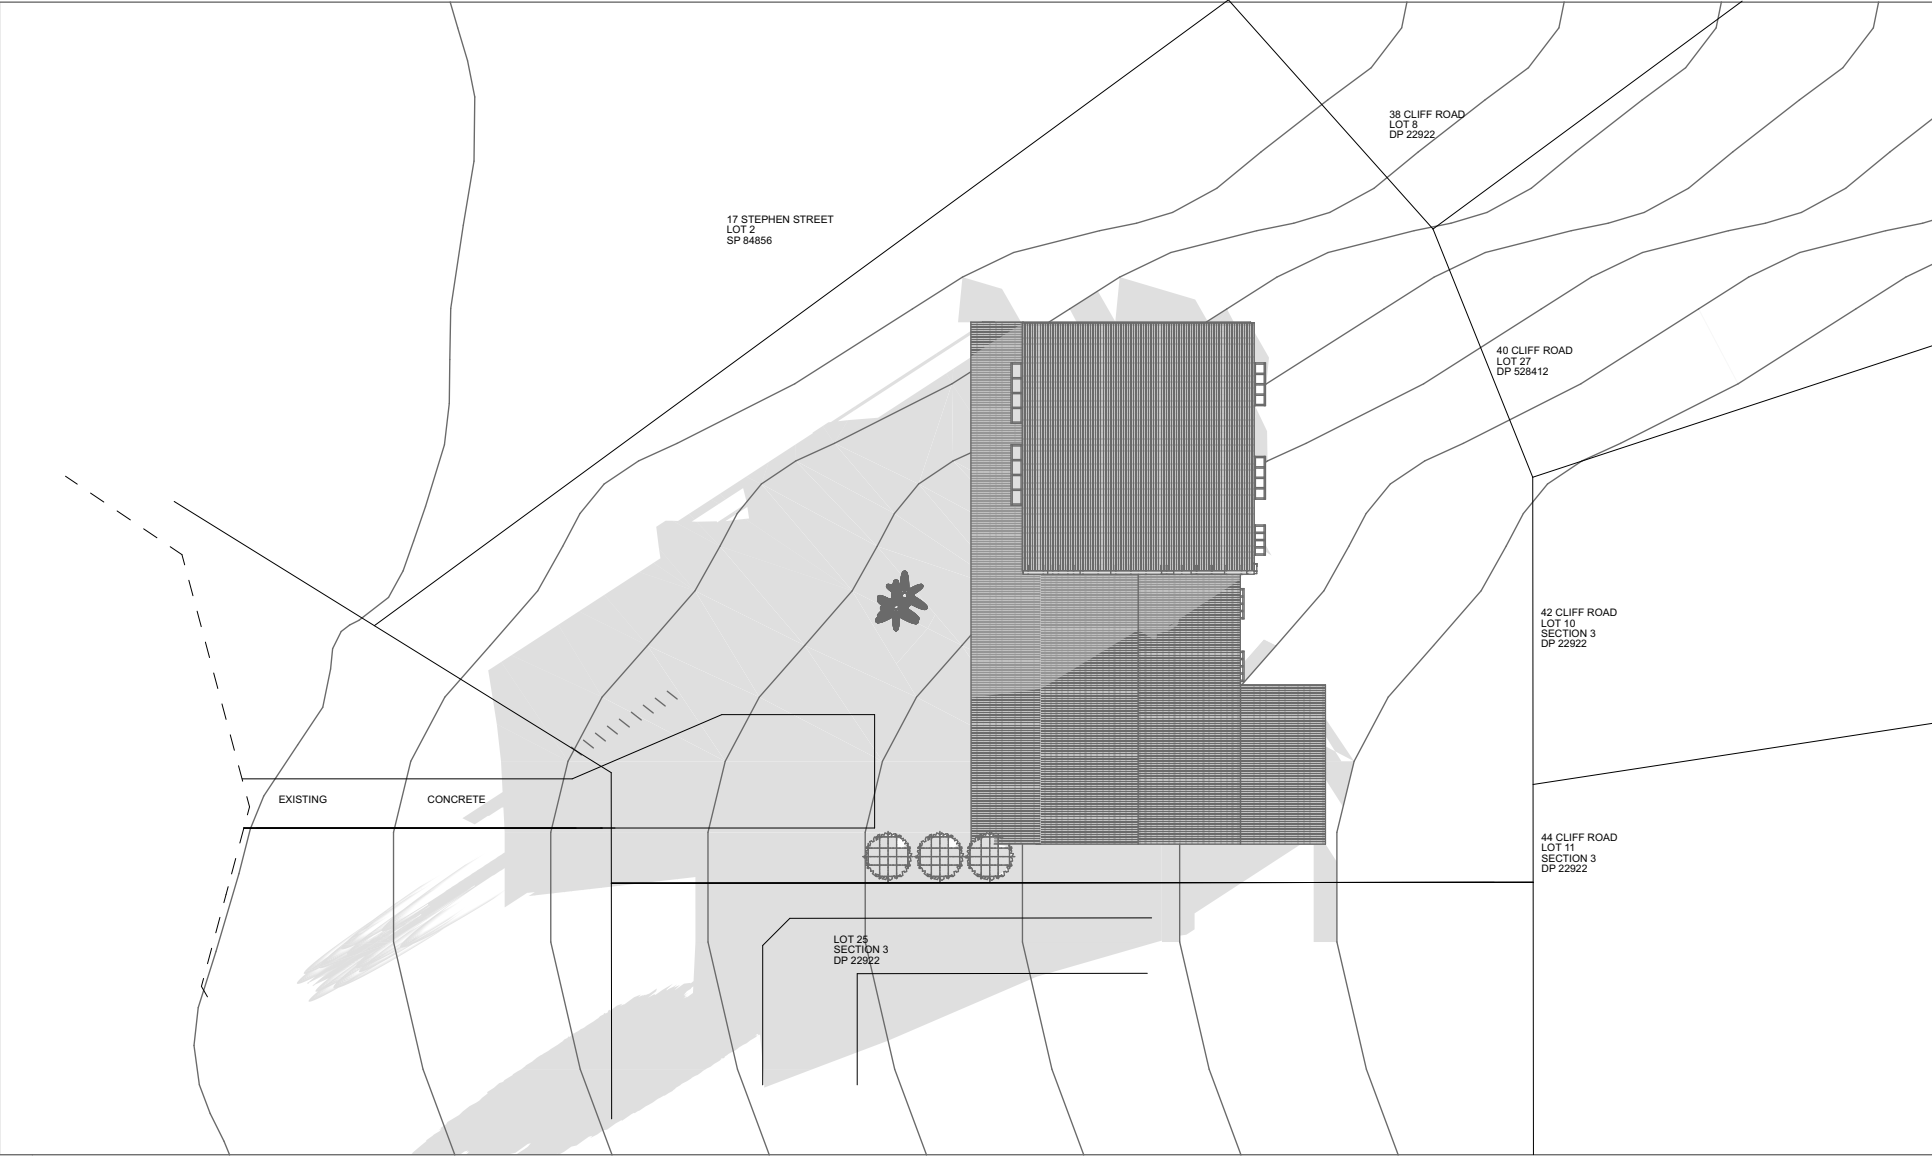 38 CLIFF ROAD
LOT 8
DP 22922
17 STEPHEN STREET
LOT 2
SP 84856
40 CLIFF ROAD
LOT 27
DP 528412
42 CLIFF ROAD
LOT 10
SECTION 3
DP 22922
EXISTING CONCRETE
44 CLIFF ROAD
LOT 11
SECTION 3
DP 22922
LOT 25
SECTION 3
DP 22922